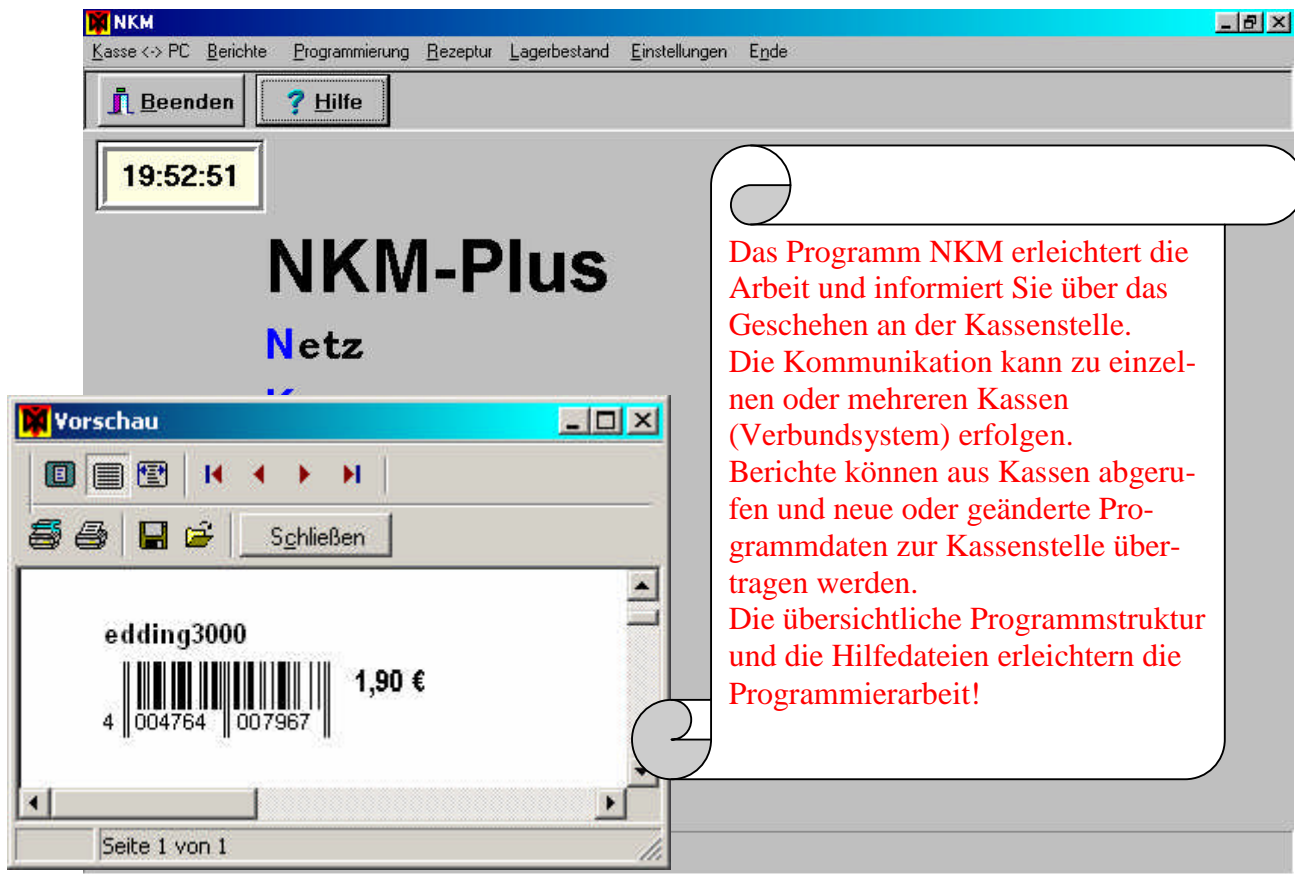 NKM
Kasse <-> PC Berichte Programmierung Rezeptur Lagerbestand Einstellungen Ende
Beenden ? Hilfe
19:52:51
NKM-Plus
Netz
Das Programm NKM erleichtert die
Arbeit und informiert Sie über das
Geschehen an der Kassenstelle.
Die Kommunikation kann zu einzel-
nen oder mehreren Kassen
(Verbundsystem) erfolgen.
Berichte können aus Kassen abgeru-
fen und neue oder geänderte Pro-
grammdaten zur Kassenstelle über-
tragen werden.
Die übersichtliche Programmstruktur
und die Hilfedateien erleichtern die
Programmierarbeit!
Vorschau
Schließen
edding3000
1,90 €
4 004764 007967
Seite 1 von 1